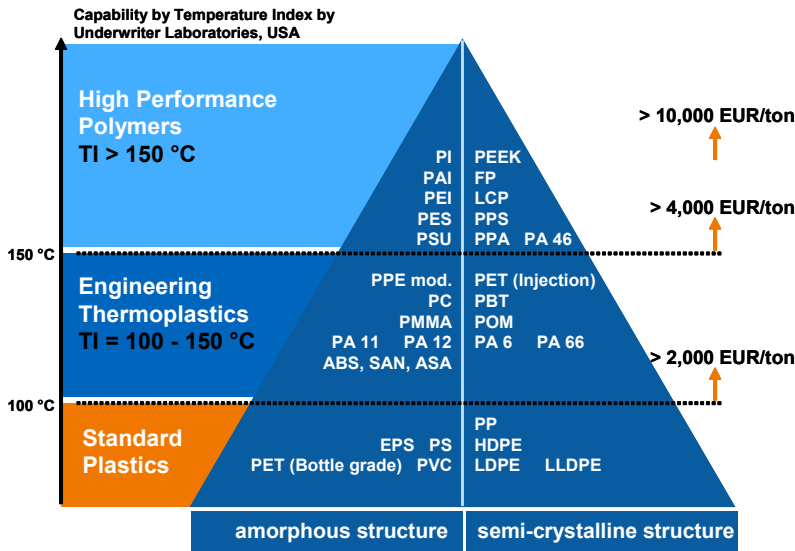 Capability by Temperature Index by
Underwriter Laboratories, USA
High Performance
Polymers
TI > 150 °C
> 10,000 EUR/ton
PI PEEK
PAI FP
PEI LCP
PES PPS
PSU PPA PA 46
> 4,000 EUR/ton
150 °C
Engineering
Thermoplastics
TI = 100 - 150 °C
PPE mod. PET (Injection)
PC PBT
PMMA POM
PA 11 PA 12 PA 6 PA 66
ABS, SAN, ASA
> 2,000 EUR/ton
100 °C
Standard
Plastics
PP
EPS PS HDPE
PET (Bottle grade) PVC LDPE LLDPE
amorphous structure semi-crystalline structure